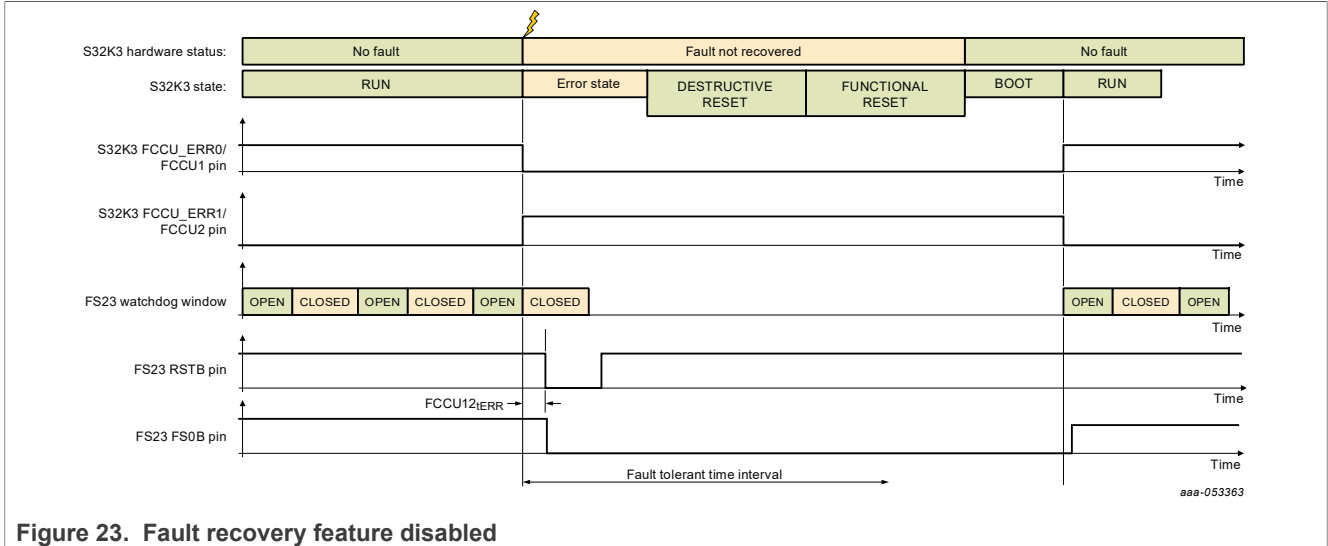 S32K3 hardware status:
No fault
Fault not recovered
No fault
S32K3 state:
RUN
Error state
DESTRUCTIVE
RESET
FUNCTIONAL
RESET
BOOT
RUN
S32K3 FCCU_ERR0/
FCCU1 pin
Time
S32K3 FCCU_ERR1/
FCCU2 pin
Time
FS23 watchdog window
OPEN CLOSED OPEN CLOSED OPEN CLOSED
OPEN CLOSED OPEN
Time
FS23 RSTB pin
Time
FCCU12tERR
FS23 FS0B pin
Time
Fault tolerant time interval
aaa-053363
Figure 23. Fault recovery feature disabled